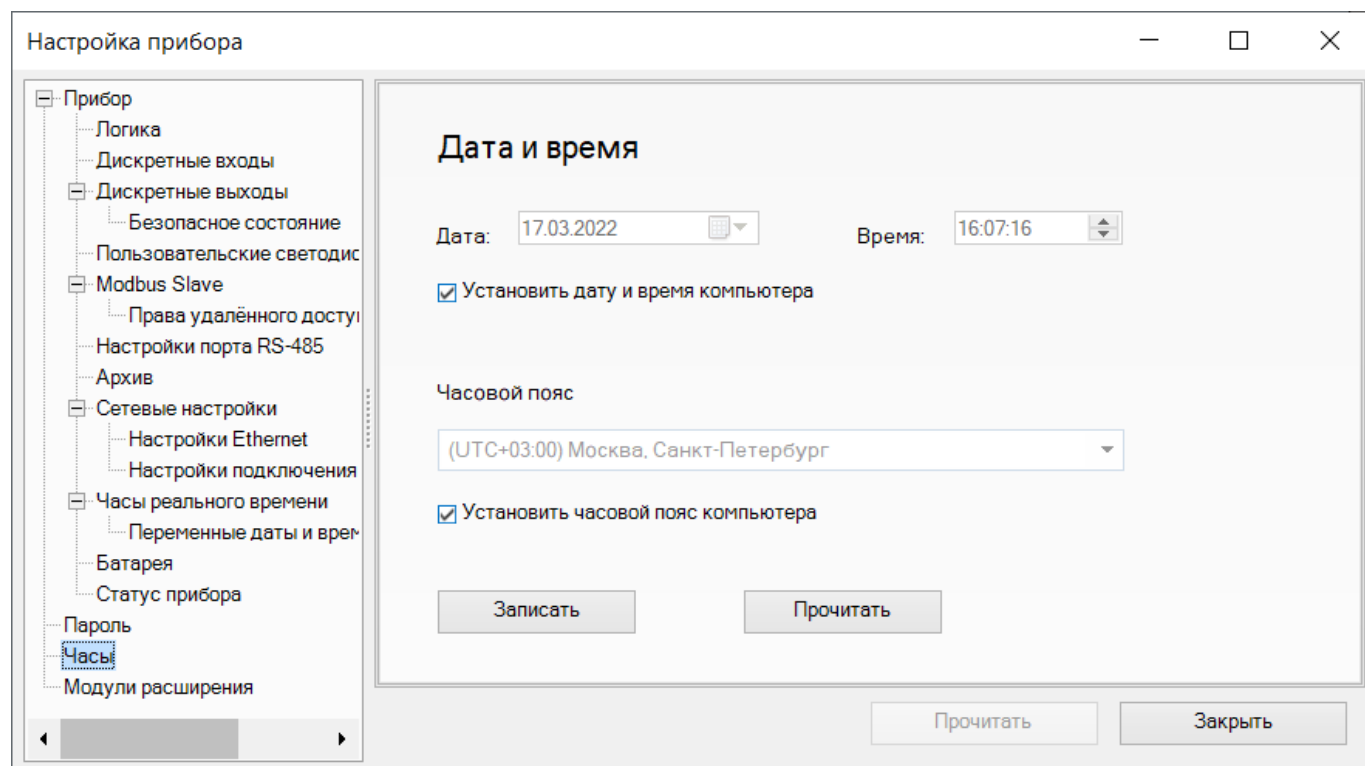 Настройка прибора
Прибор
Логика
Дискретные входы
Дискретные выходы
Безопасное состояние
Пользовательские светодис
Modbus Slave
Права удалённого досту
Настройки порта RS-485
Архив
Сетевые настройки
Настройки Ethernet
Настройки подключения
Часы реального времени
Переменные даты и врем
Батарея
Статус прибора
Пароль
Часы
Модули расширения
Дата и время
Дата: 17.03.2022 Время: 16:07:16
Установить дату и время компьютера
Часовой пояс
(UTC+03:00) Москва, Санкт-Петербург
Установить часовой пояс компьютера
Записать Прочитать
Прочитать Закрыть